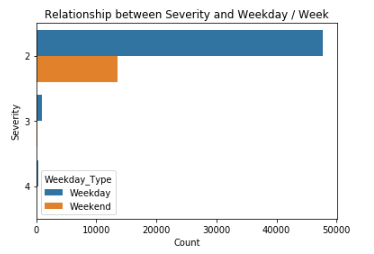 Relationship between Severity and Weekday / Week
Severity
2
3
4
Weekday_Type
Weekday
Weekend
0 10000 20000 30000 40000 50000
Count